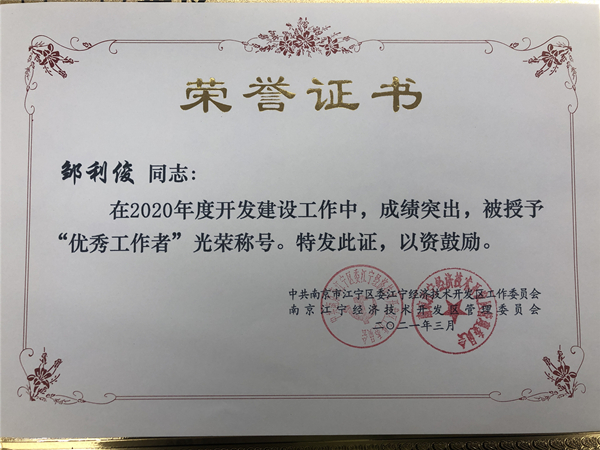 荣誉证书
邹利俊 同志：
在2020年度开发建设工作中，成绩突出，被授予
“优秀工作者”光荣称号。特发此证，以资鼓励。
中共南京市江宁区委江宁经济技术开发区工作委员会
南京江宁经济技术开发区管理委员会
二〇二一年三月